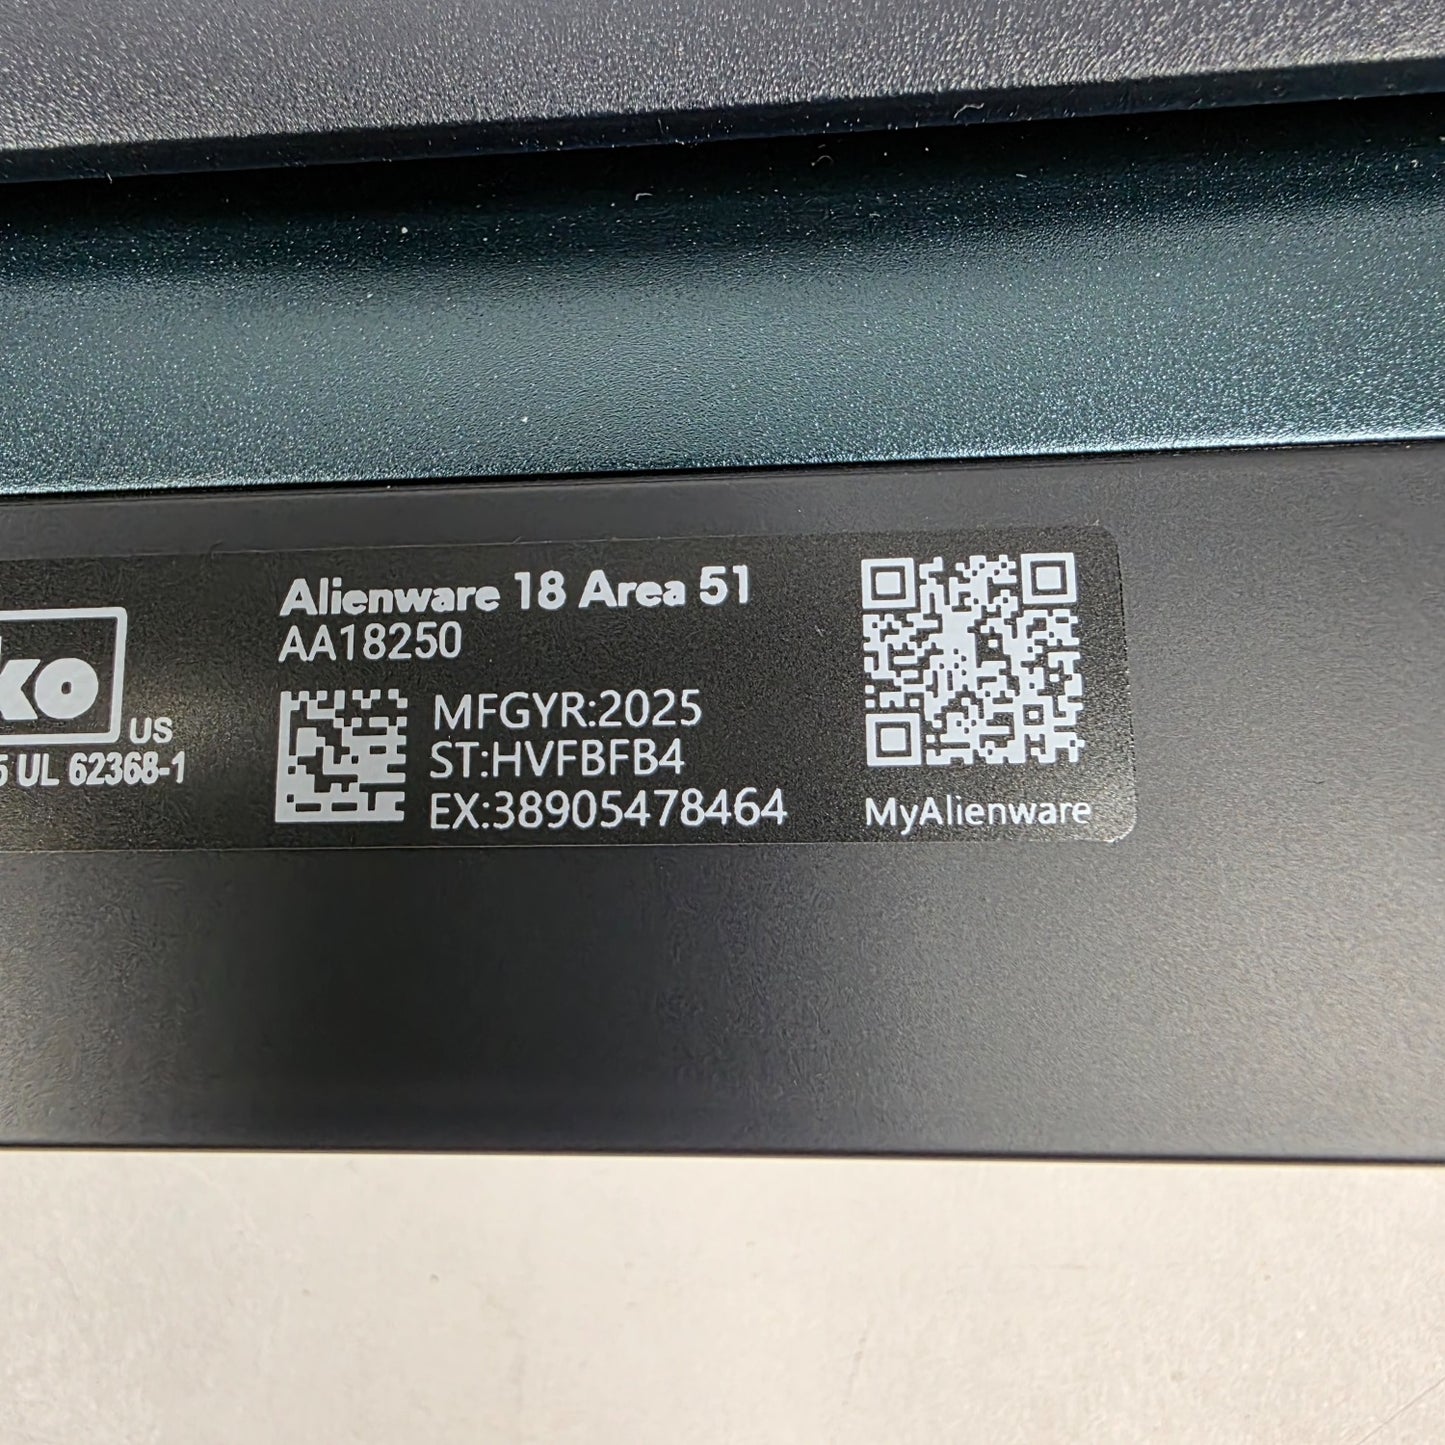 Alienware 18 Area 51
AA18250
MFGYR:2025
ST:HVFBFB4
EX:38905478464
MyAlienware
US
UL 62368-1